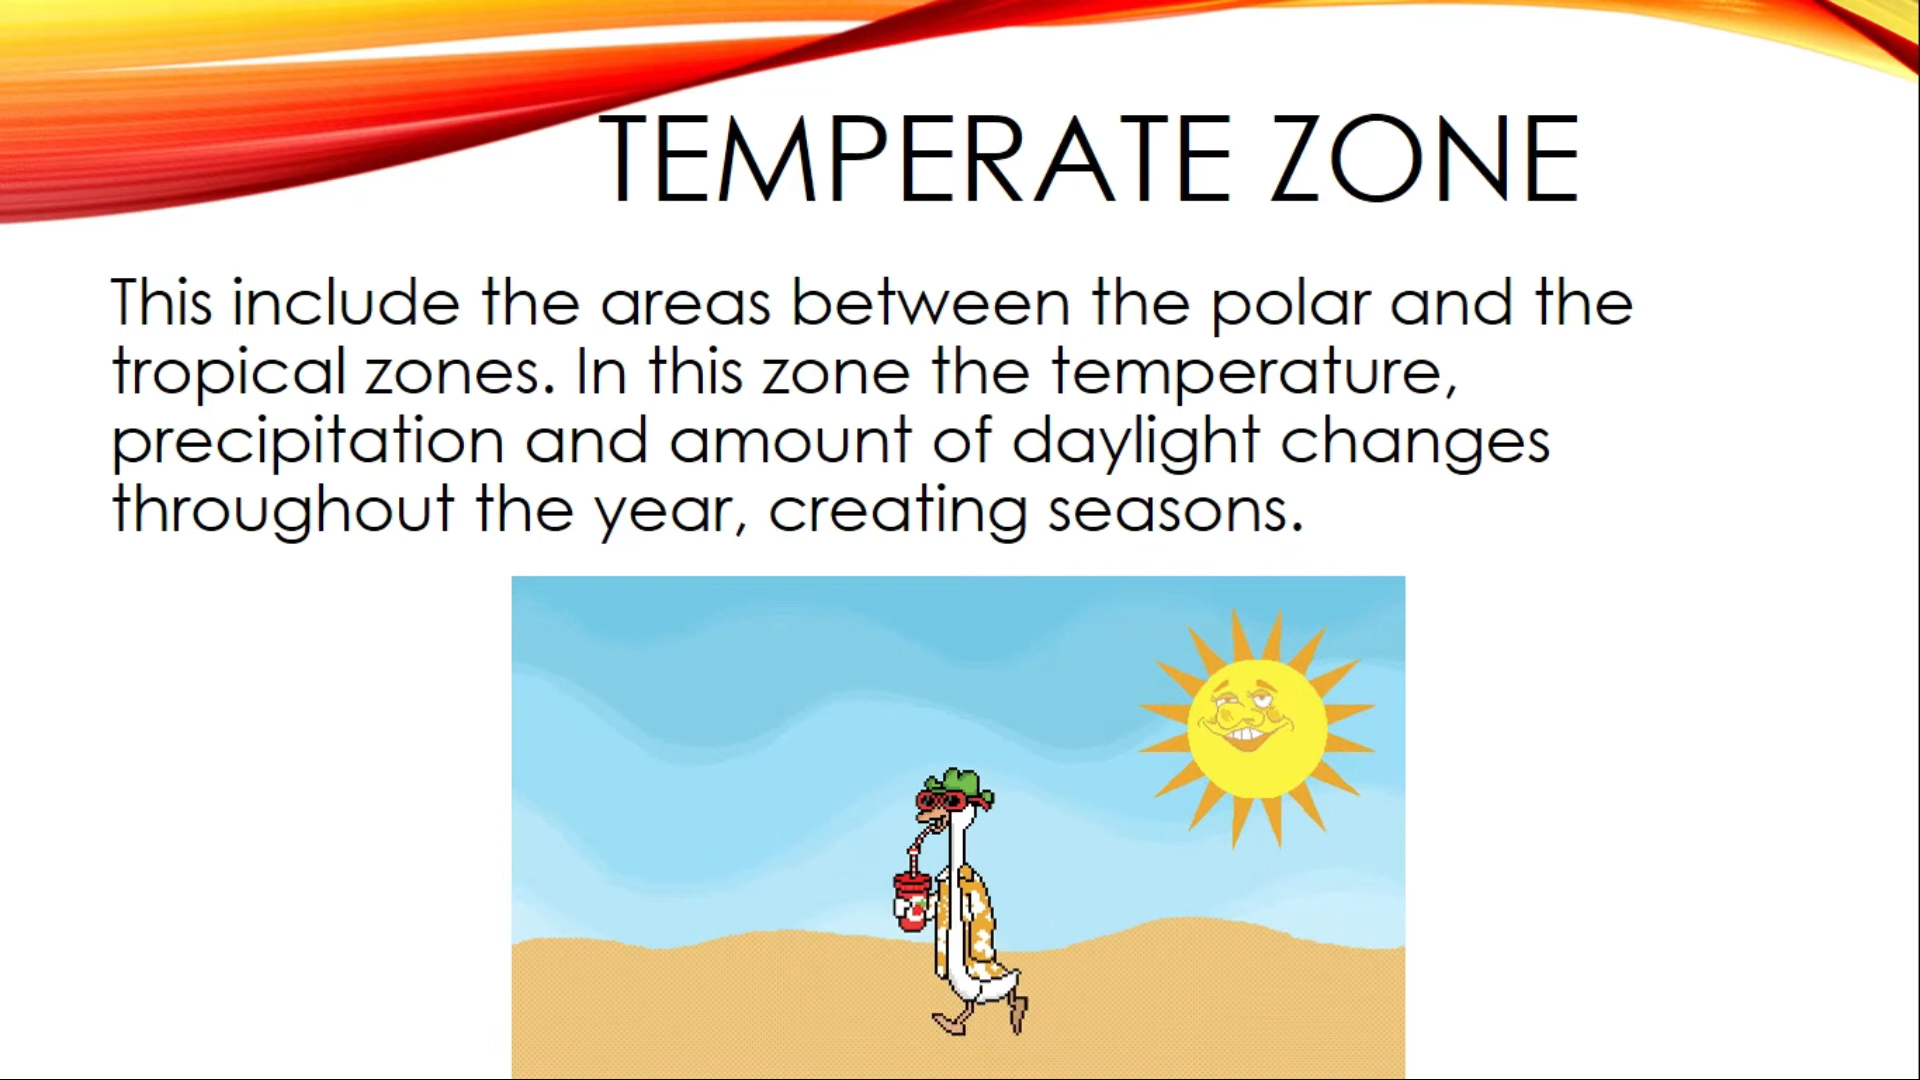 TEMPERATE ZONE
This include the areas between the polar and the
tropical zones. In this zone the temperature,
precipitation and amount of daylight changes
throughout the year, creating seasons.